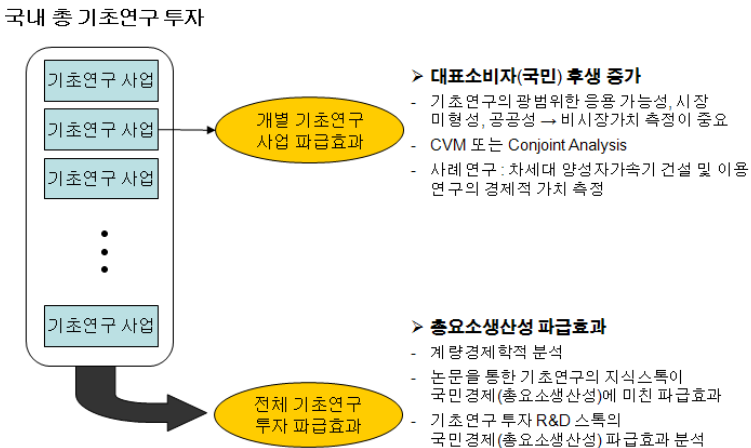 국내 총 기초연구 투자
기초연구 사업
기초연구 사업
기초연구 사업
기초연구 사업
개별 기초연구
사업 파급효과
➢ 대표소비자(국민) 후생 증가
- 기초연구의 광범위한 응용 가능성, 시장
미형성, 공공성 → 비시장가치 측정이 중요
- CVM 또는 Conjoint Analysis
- 사례연구 : 차세대 양성자가속기 건설 및 이용
연구의 경제적 가치 측정
전체 기초연구
투자 파급효과
➢ 총요소생산성 파급효과
- 계량경제학적 분석
- 논문을 통한 기초연구의 지식스톡이
국민경제(총요소생산성)에 미친 파급효과
- 기초연구 투자 R&D 스톡의
국민경제(총요소생산성) 파급효과 분석